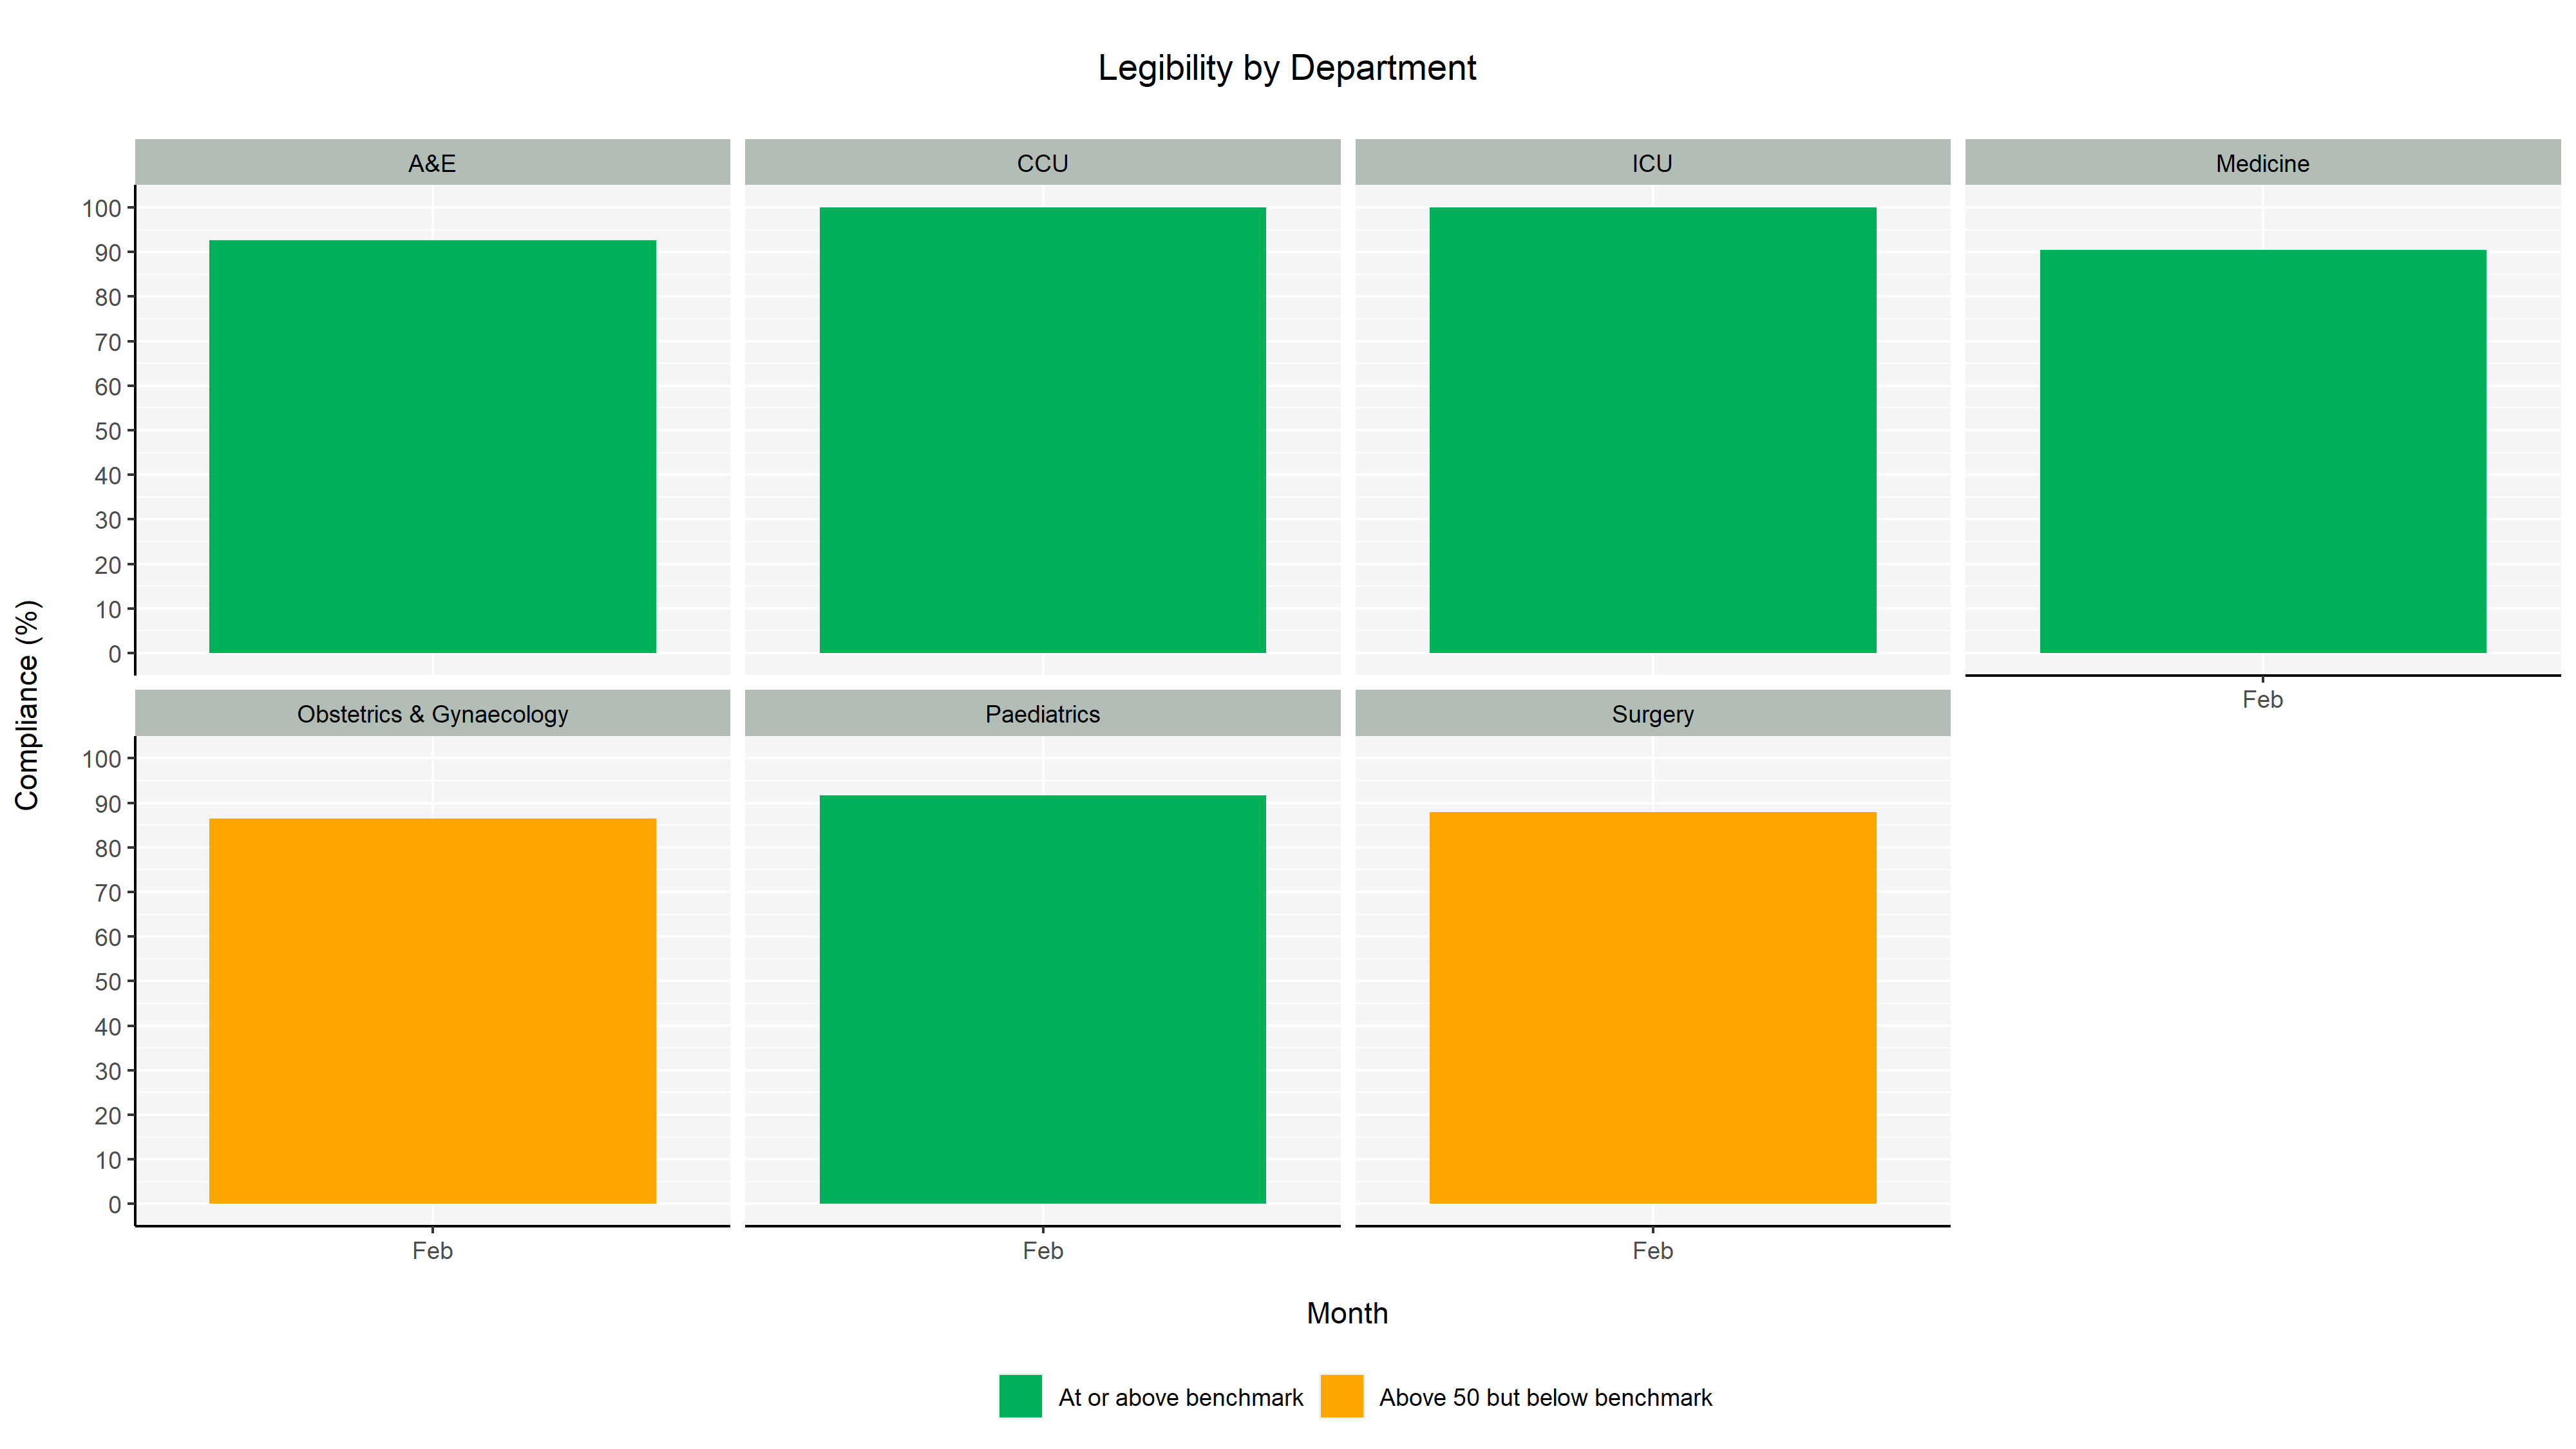 Legibility by Department
A&E
CCU
ICU
Medicine
100
90
80
70
60
50
40
30
20
10
0
Feb
Compliance (%)
Obstetrics & Gynaecology
Paediatrics
Surgery
100
90
80
70
60
50
40
30
20
10
0
Feb
Feb
Feb
Month
At or above benchmark
Above 50 but below benchmark